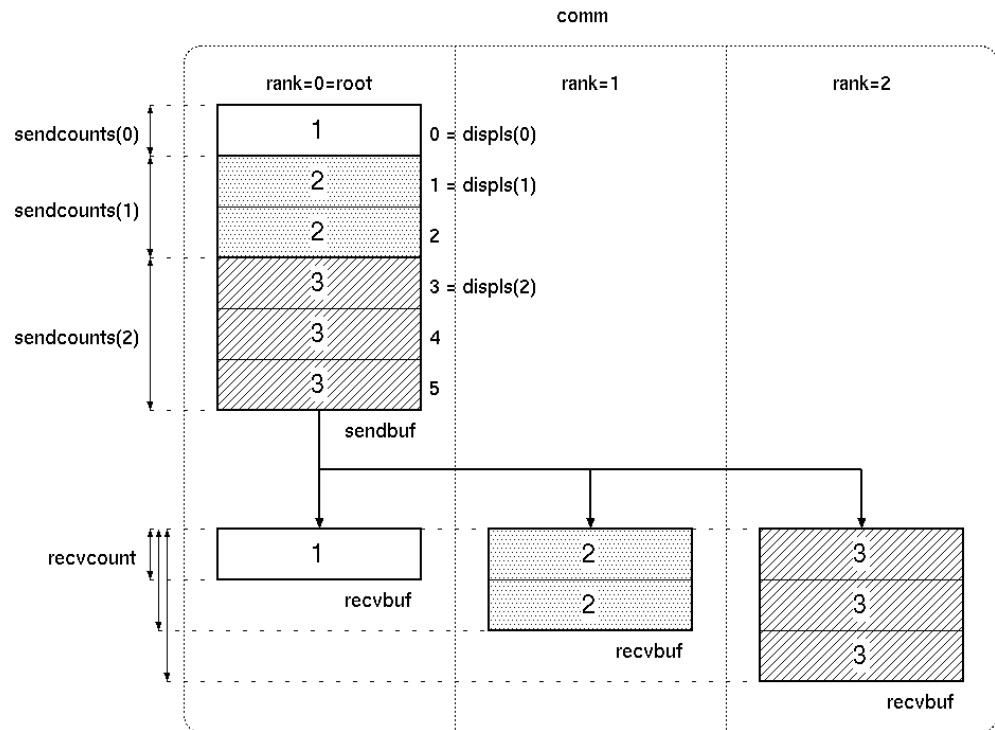 comm
rank=0=root rank=1 rank=2
sendcounts(0) 1 0 = displs(0)
2 1 = displs(1)
sendcounts(1)
2 2
3 3 = displs(2)
sendcounts(2) 3 4
3 5
sendbuf
recvcount 1 2 3
recvbuf 2 3
recvbuf 3
recvbuf